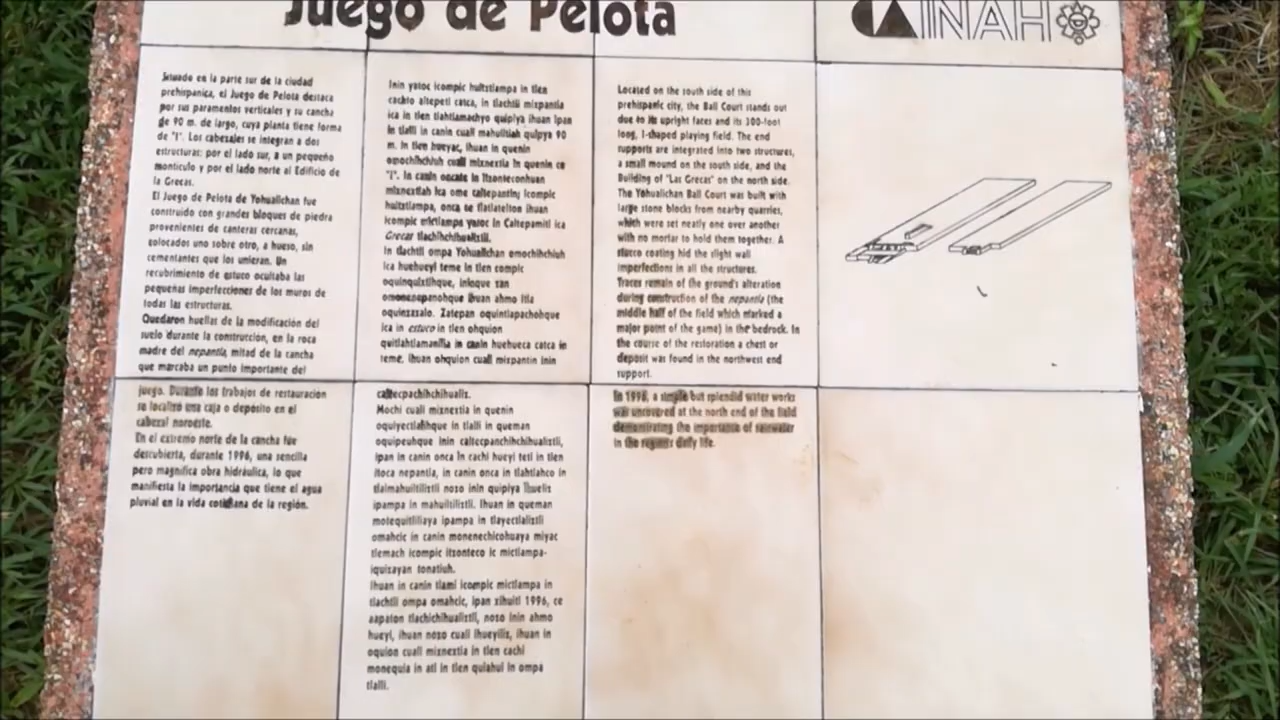 Juego de Pelota
CA INAH
Situado en la parte sur de la ciudad
prehispanica, el Juego de Pelota destaca
por sus paramentos verticales y su cancha
de 90 m. de largo, cuya planta tiene forma
de "I". Los cabezales se integran a dos
estructuras: por el lado sur, a un pequeño
montículo y por el lado norte al Edificio de
la Grecas.
El Juego de Pelota de Yohualichan fue
construido con grandes bloques de piedra
provenientes de canteras cercanas,
colocados uno sobre otro, a hueso, sin
cementantes que los unieran. Un
recubrimiento de estuco ocultaba las
pequeñas imperfecciones de los muros de
todas las estructuras.
Quedaron huellas de la modificación del
suelo durante la construcción, en la roca
madre del nepantla, mitad de la cancha
que marcaba un punto importante del
juego. Durante los trabajos de restauración
se localizó una caja o depósito en el
cabezal noroeste.
En el extremo norte de la cancha fue
descubierta, durante 1996, una sencilla
pero magnífica obra hidráulica, lo que
manifiesta la importancia que tiene el agua
pluvial en la vida cotidiana de la región.
Inin yatoc icompic huitztlampa in tlen
cachto altepetl catca, in tlachtli mixpantia
ica in tlen tlahtlamachyo quipiya ihuan ipan
in tlalli in canin cuali mahuiltiah quipya 90
m. In tlen hueyac, ihuan in quenin
omochihchiuh cuali mixnextia in quenin ce
"I". In canin oncate in itzonteconhuan
mixnextiah ica ome caltepantin; icompic
huitztlampa, onca se tlatlatelton ihuan
icompic mictlampa yatoc in Caltepamitl ica
Grecar tlachihchihualiztli.
In tlachtli ompa Yohualichan omochihchiuh
ica huehueyi teme in tlen compic
oquinquixtihque, inloque san
omonenepanohque ihuan ahmo itla
oquinzasalo. Zatepan oquintlapachohque
ica in estuco in tlen ohquion
quitlahtlamanilia in canin huehueca catca in
teme. Ihuan ohquion cuali mixpantin inin
caltecpachihchihualiz.
Mochi cuali mixnextia in quenin
oquiyectlalihque in tlalli in queman
oquipeuhque inin caltecpanchihchihualiztli,
ipan in canin onca in cachi hueyi tetl in tlen
itoca nepantla, in canin onca in tlahtlahco in
tlalmahuiltiliztli nozo inin quipiya ihuelis
ipampa in mahuiltiliztli. Ihuan in queman
motequitililiaya ipampa in tlayectlaliztli
omahcic in canin monenechicohuaya miyac
tlemach icompic itzonteco ic mictlampa-
iquizayan tonatiuh.
Ihuan in canin tlami icompic mictlampa in
tlachtli ompa omahcic, ipan xihuitl 1996, ce
aapaton tlachichihualiztli, nozo inin ahmo
hueyi, ihuan nozo cuali ihueyiliz, ihuan in
oquion cuali mixnextia in tlen cachi
monequia in atl in tlen quiahui in ompa
tlalli.
Located on the south side of this
prehispanic city, the Ball Court stands out
due to its upright faces and its 300-foot
long, I-shaped playing field. The end
supports are integrated into two structures,
a small mound on the south side, and the
Building of "Las Grecas" on the north side.
The Yohualichan Ball Court was built with
large stone blocks from nearby quarries,
which were set neatly one over another
with no mortar to hold them together. A
stucco coating hid the slight wall
imperfections in all the structures.
Traces remain of the ground's alteration
during construction of the nepantla (the
middle half of the field which marked a
major point of the game) in the bedrock. In
the course of the restoration a chest or
deposit was found in the northwest end
support.
In 1998, a simple but splendid water works
was uncovered at the north end of the field
demonstrating the importance of rainwater
in the regions daily life.